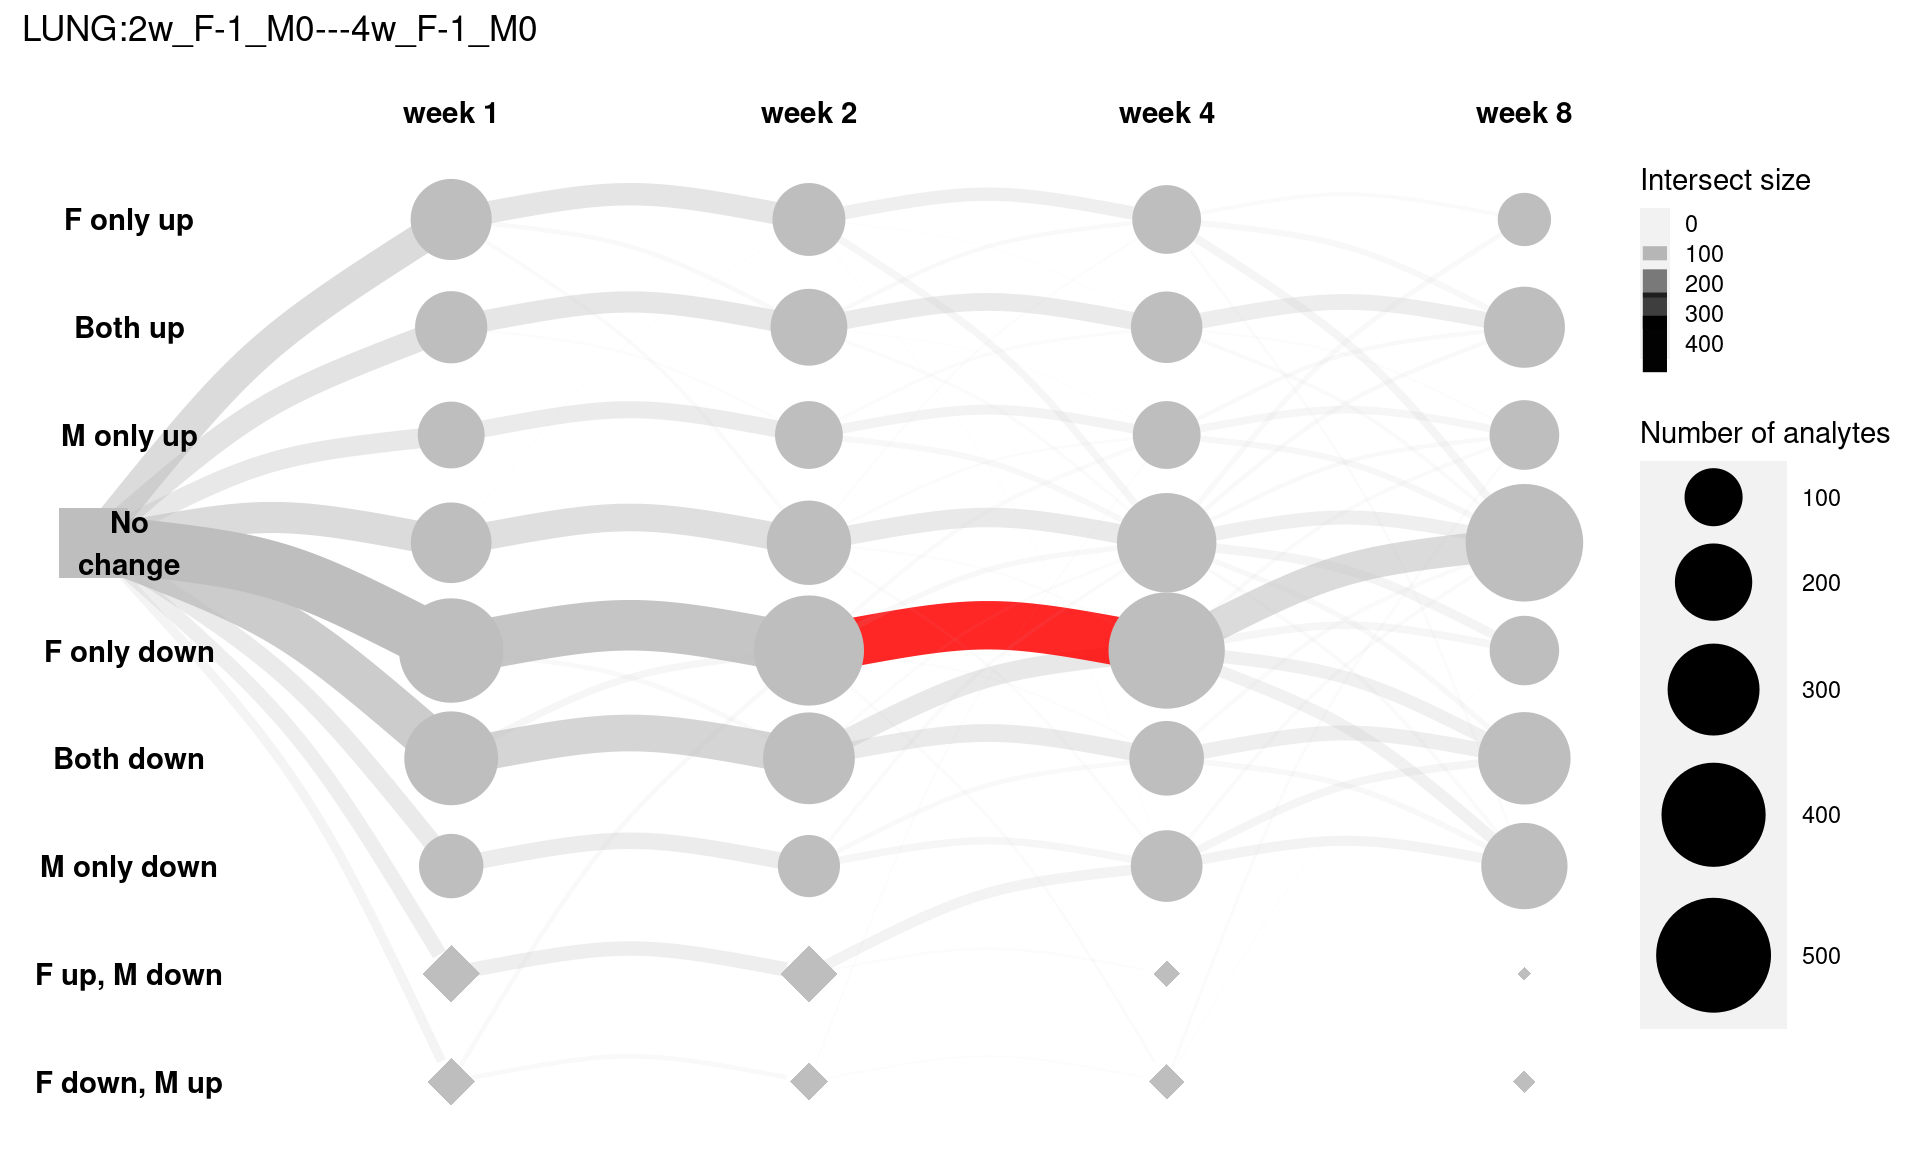 LUNG:2w_F-1_M0---4w_F-1_M0
week 1
week 2
week 4
week 8
F only up
Both up
M only up
No
change
F only down
Both down
M only down
F up, M down
F down, M up
Intersect size
0
100
200
300
400
Number of analytes
100
200
300
400
500